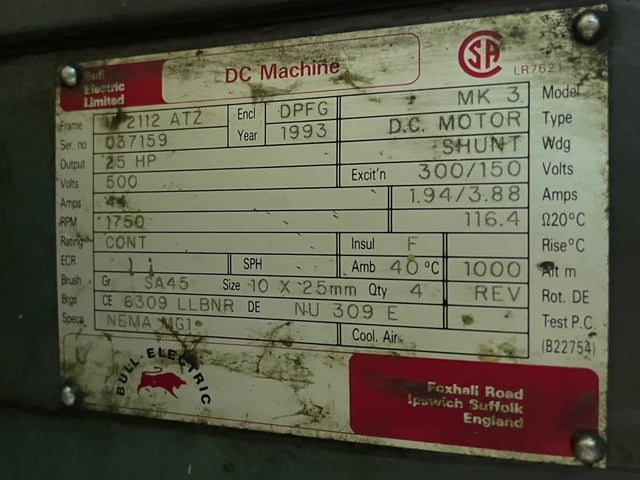 Bull
Electric
Limited
DC Machine
SA
LR7621
Frame 2112 ATZ Encl DPFG MK 3 Model
Ser. no 037159 Year 1993 D.C. MOTOR Type
Output 25 HP SHUNT Wdg
Volts 500 Excit'n 300/150 Volts
Amps 44 1.94/3.88 Amps
RPM 1750 116.4 Ω20°C
Rating CONT Insul F Rise°C
ECR SPH Amb 40 °C 1000 Alt m
Brush Gr SA45 Size 10 X 25mm Qty 4 REV Rot. DE
Brgs CE 6309 LLBNR DE NU 309 E Test P.C.
Specs NEMA MG1 Cool. Air (B22754)
BULL ELECTRIC
Foxhall Road
Ipswich Suffolk
England